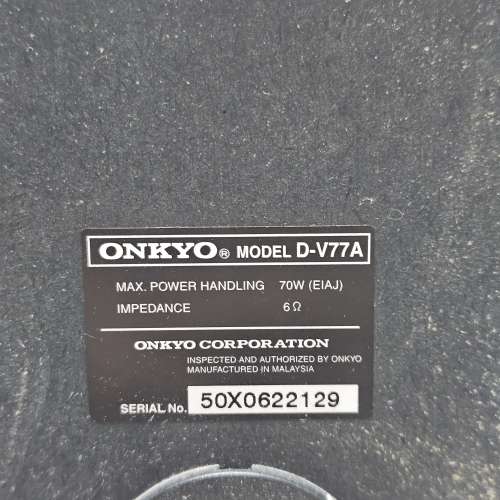 ONKYO® MODEL D-V77A
MAX. POWER HANDLING 70W (EIAJ)
IMPEDANCE 6Ω
ONKYO CORPORATION
INSPECTED AND AUTHORIZED BY ONKYO
MANUFACTURED IN MALAYSIA
SERIAL No. 50X0622129